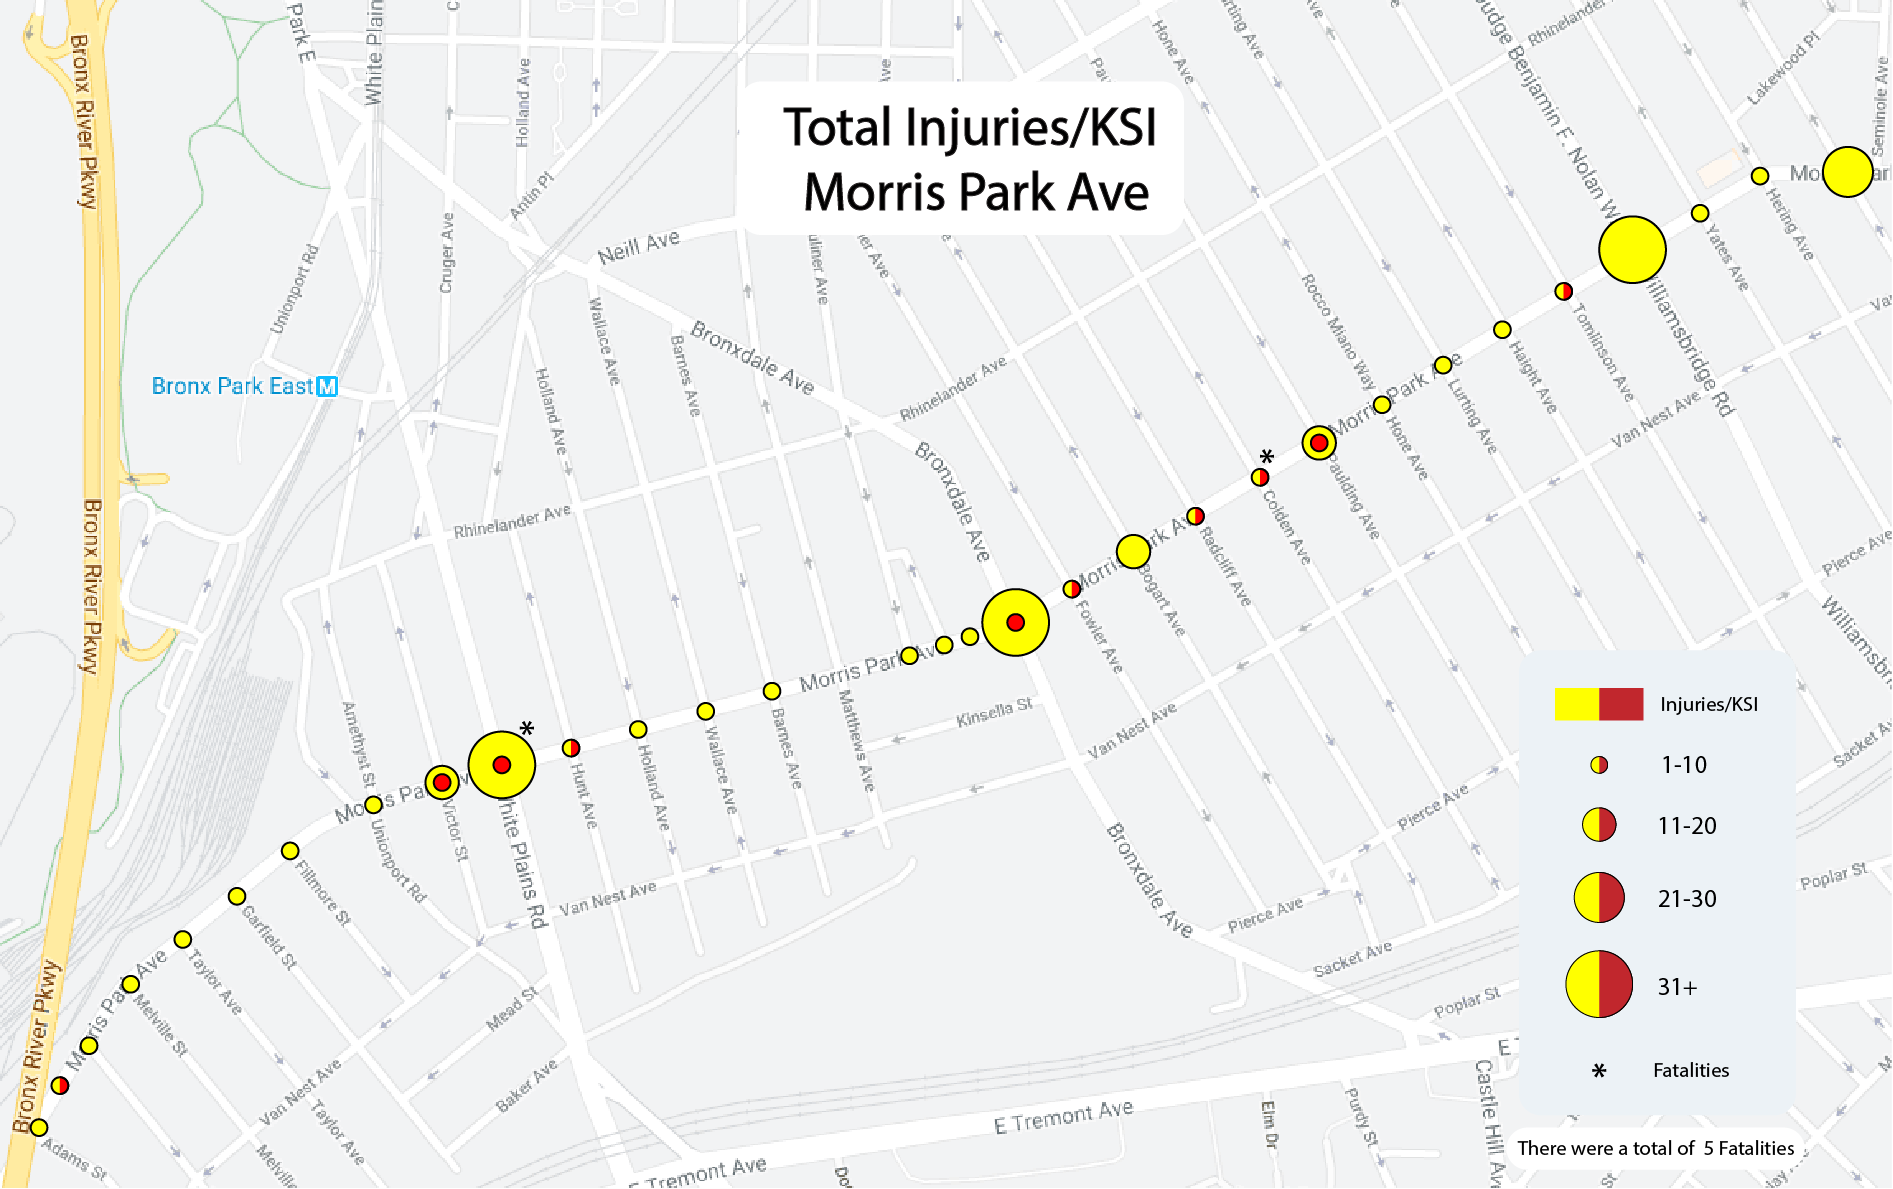 Total Injuries/KSI
Morris Park Ave
Bronx River Pkwy
Park E
White Plain
Holland Ave
Antin Pl
Cruger Ave
Unionport Rd
Neill Ave
Bronx Park East M
Wallace Ave
Barnes Ave
Holland Ave
Bronxdale Ave
Rhinelander Ave
Hone Ave
Rhinelander
Judge Benjamin F. Nolan W
Lakewood Pl
Seminole Ave
Hering Ave
Yates Ave
Rocco Miano Way
Williamsbridge Rd
Tomlinson Ave
Haight Ave
Lurting Ave
Hone Ave
Paulding Ave
Morris Park Ave
Van Nest Ave
Bronxdale Ave
Rhinelander Ave
Bronx River Pkwy
Colden Ave
*
Radcliff Ave
Bogart Ave
Fowler Ave
Morris Park Av
Pierce Ave
Williamsbri
Morris Park Av
Kinsella St
Van Nest Ave
Matthews Ave
Barnes Ave
Wallace Ave
Holland Ave
Hunt Ave
*
White Plains Rd
Victor St
Amethyst St
Unionport Rd
Fillmore St
Garfield St
Taylor Ave
Melville St
Morris Park Ave
Van Nest Ave
Pierce Ave
Bronxdale Ave
Pierce Ave
Sacket Ave
Poplar St
Sacket A
Poplar St
Mead St
Baker Ave
Van Nest Ave
Taylor Ave
Melvill
Adams St
Bronx River Pkwy
E Tremont Ave
E Tremont Ave
Elm Dr
Purdy St
Castle Hill Av
Injuries/KSI
1-10
11-20
21-30
31+
* Fatalities
There were a total of 5 Fatalities